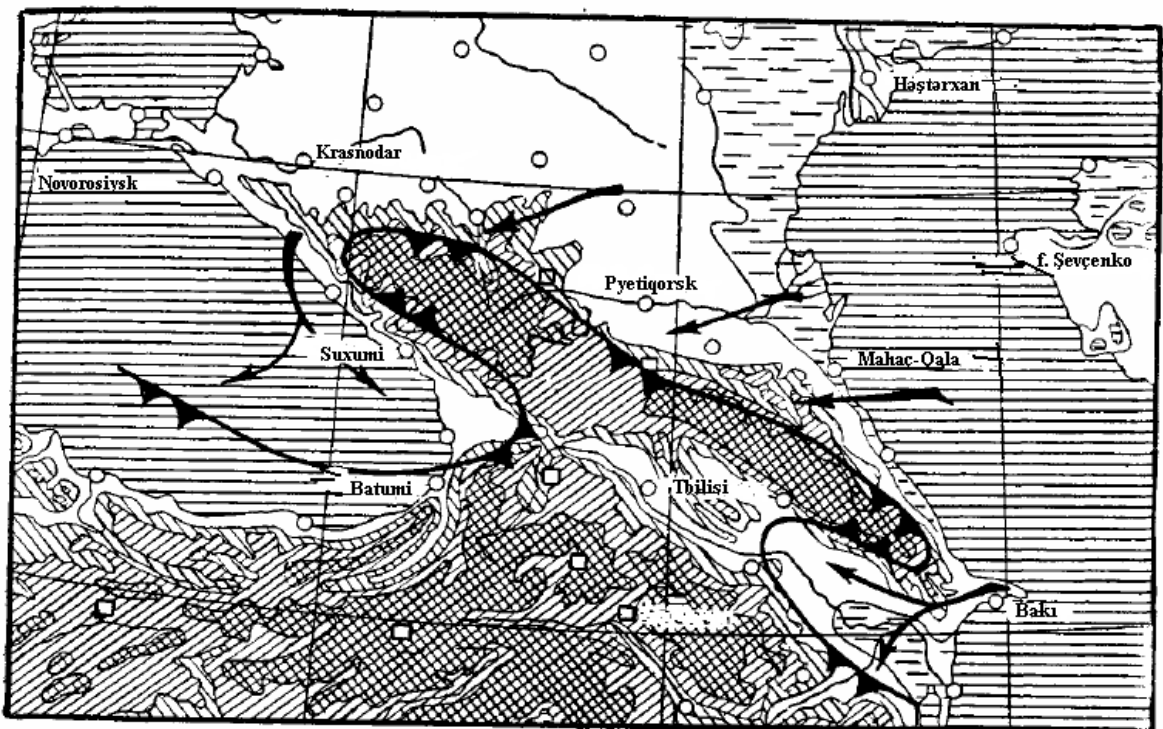 Həştərxan
Krasnodar
Novorosiysk
f. Şevçenko
Pyetiqorsk
Suxumi
Mahaç-Qala
Batumi
Tbilisi
Bakı